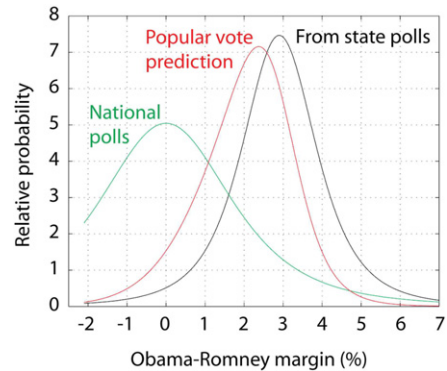 8
7
6
5
4
3
2
1
0
Relative probability
Popular vote
prediction
From state polls
National
polls
-2 -1 0 1 2 3 4 5 6 7
Obama-Romney margin (%)